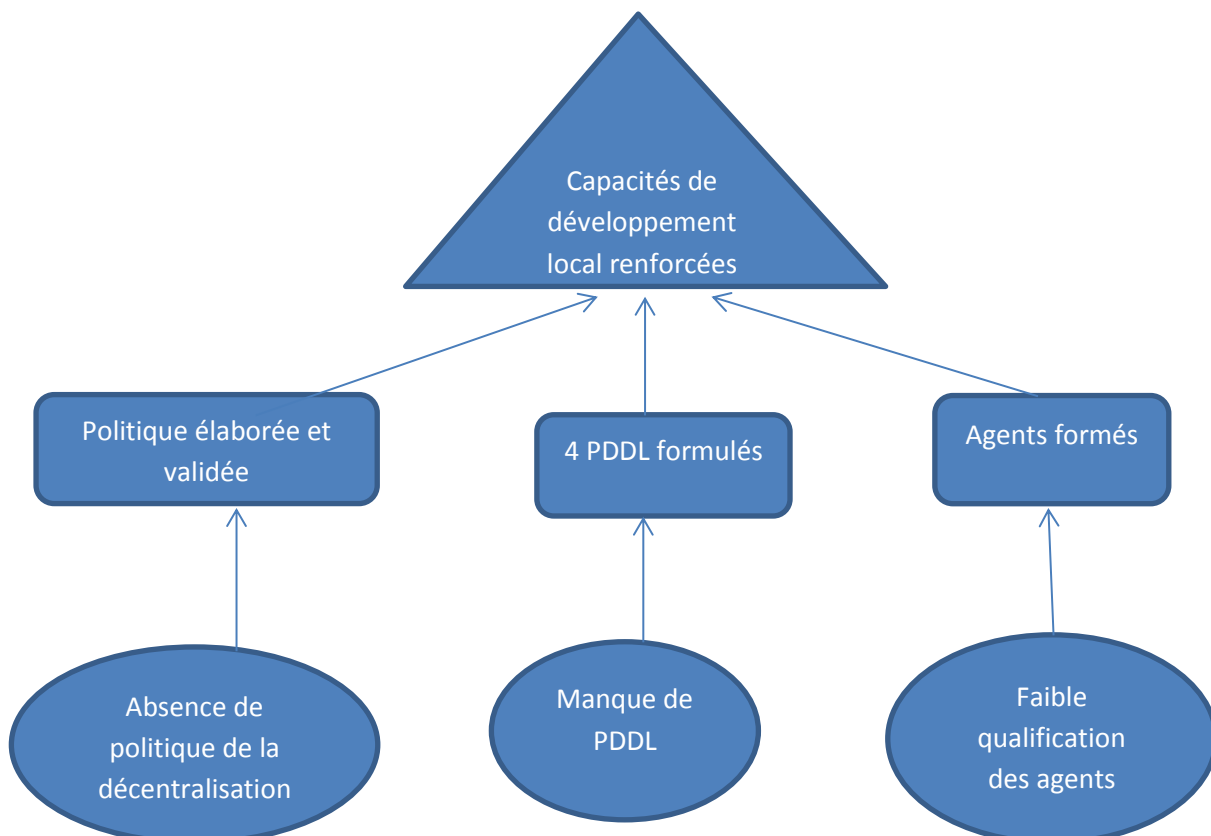 Capacités de
développement
local renforcées
Politique élaborée et
validée
4 PDDL formulés
Agents formés
Absence de
politique de la
décentralisation
Manque de
PDDL
Faible
qualification
des agents